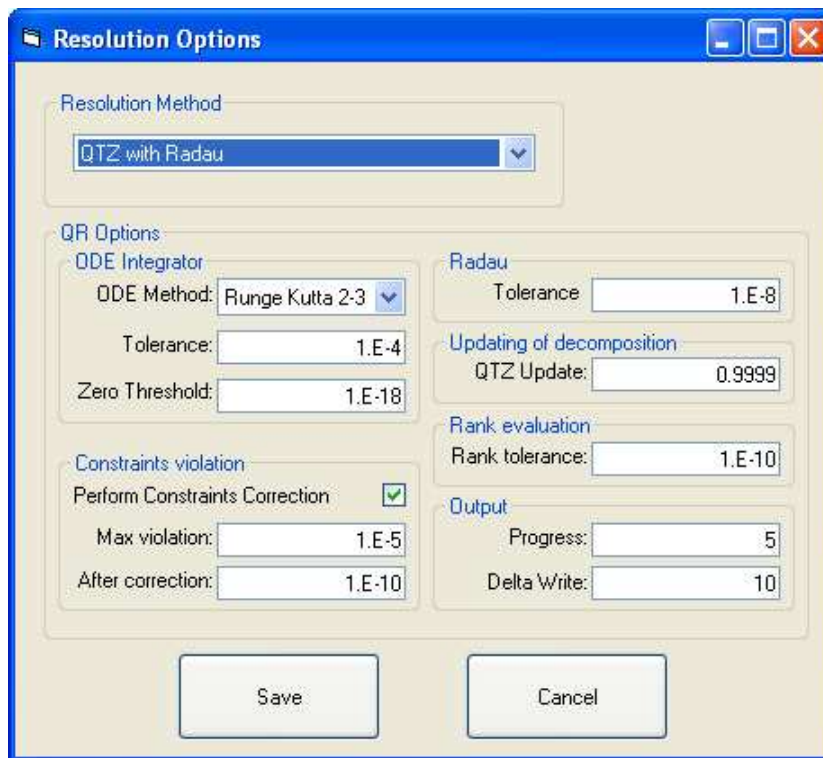 Resolution Options
Resolution Method
QTZ with Radau
QR Options
ODE Integrator
ODE Method: Runge Kutta 2-3
Tolerance: 1.E-4
Zero Threshold: 1.E-18
Radau
Tolerance 1.E-8
Updating of decomposition
QTZ Update: 0.9999
Rank evaluation
Rank tolerance: 1.E-10
Constraints violation
Perform Constraints Correction
Max violation: 1.E-5
After correction: 1.E-10
Output
Progress: 5
Delta Write: 10
Save
Cancel